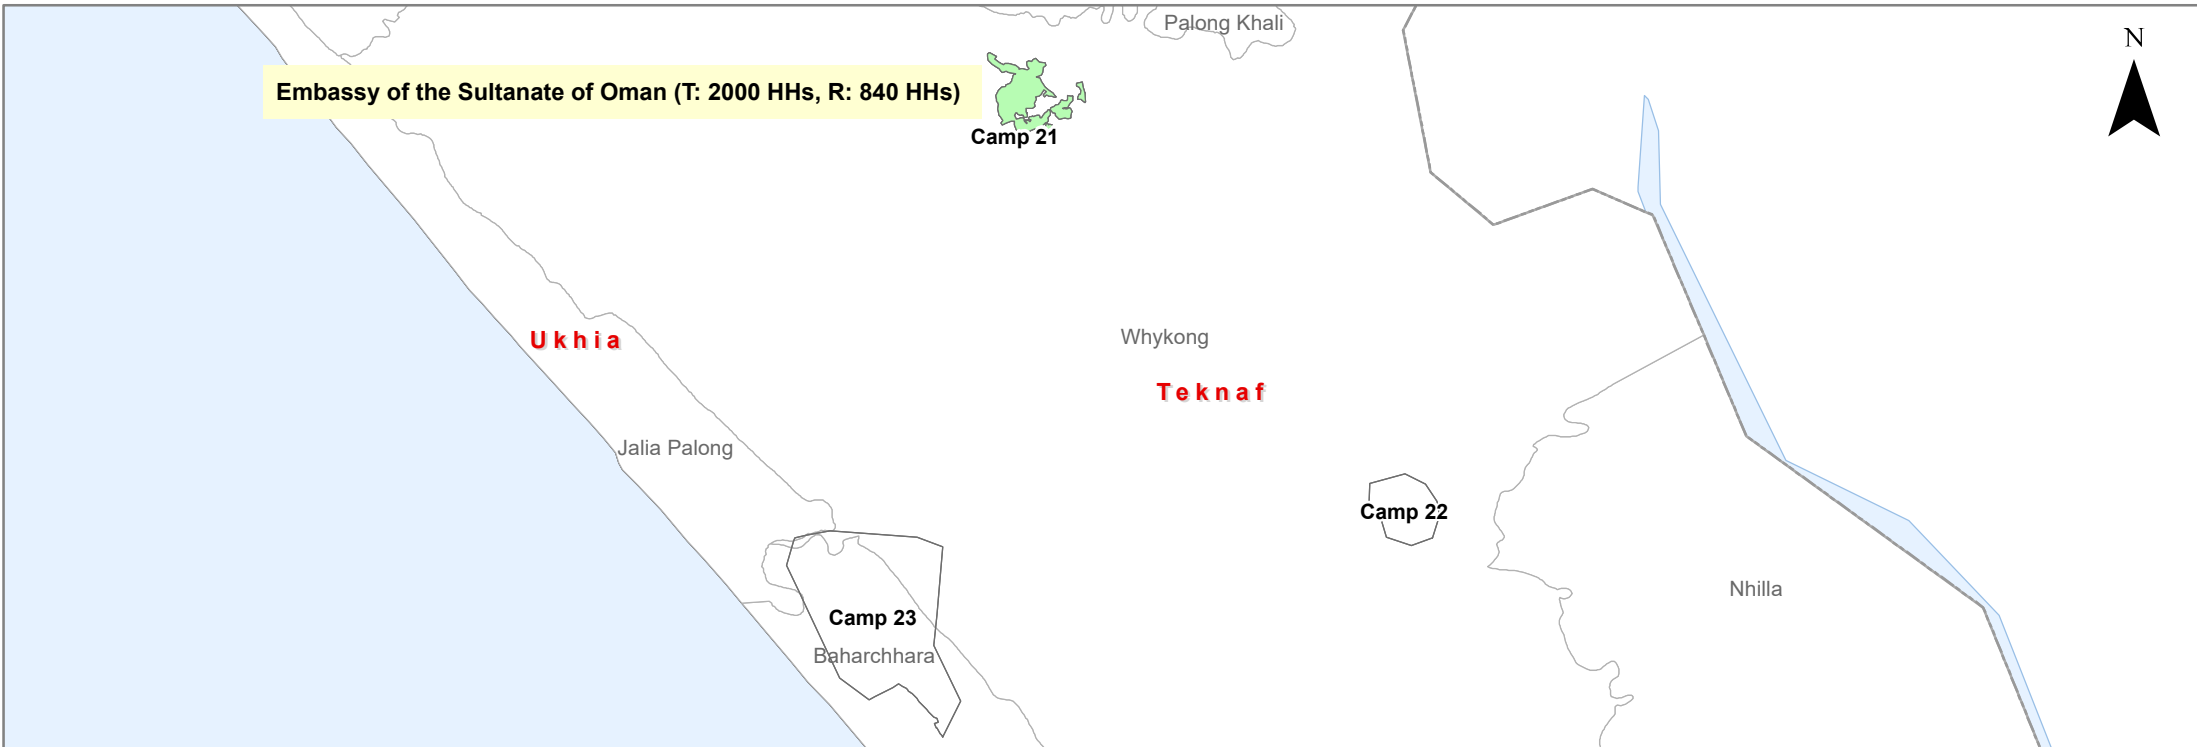 Palong Khali
N
Embassy of the Sultanate of Oman (T: 2000 HHs, R: 840 HHs)
Camp 21
Ukhia
Whykong
Teknaf
Jalia Palong
Camp 22
Nhilla
Camp 23
Baharchhara